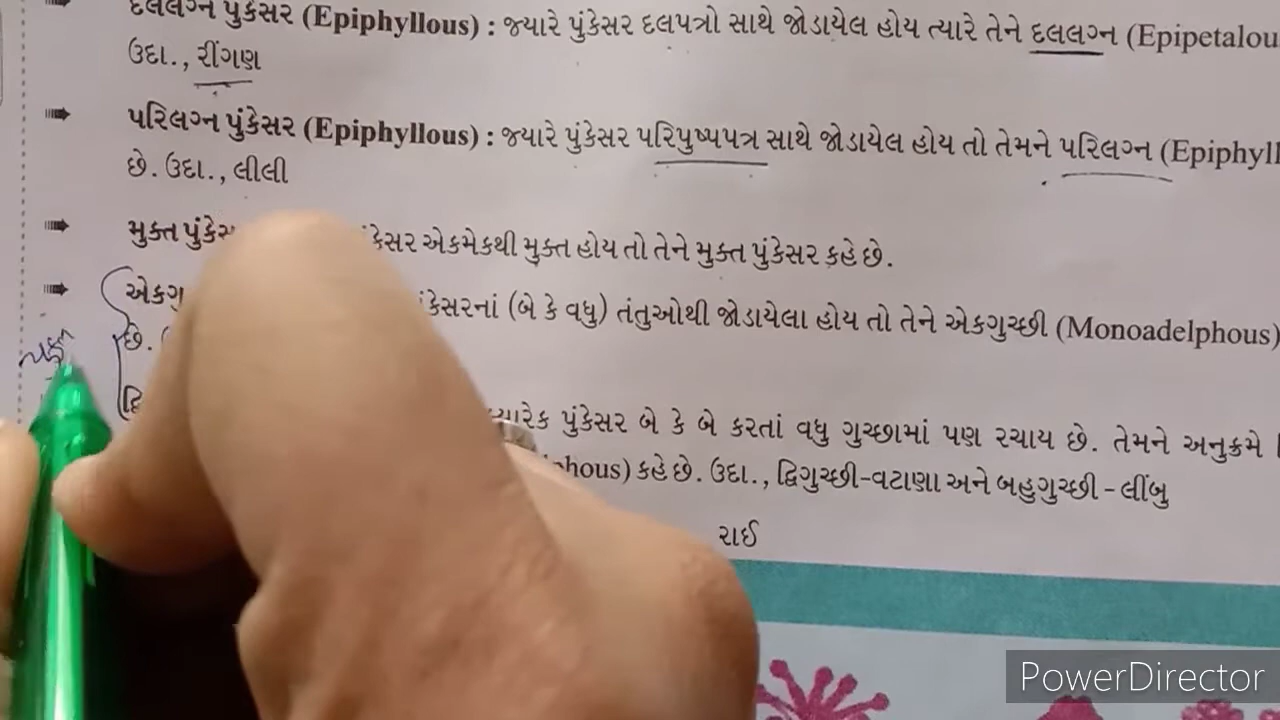 દલલગ્ન પુંકેસર (Epiphyllous) : જ્યારે પુંકેસર દલપત્રો સાથે જોડાયેલ હોય ત્યારે તેને દલલગ્ન (Epipetalou
ઉદા., રીંગણ
પરિલગ્ન પુંકેસર (Epiphyllous) : જ્યારે પુંકેસર પરિપુષ્પપત્ર સાથે જોડાયેલ હોય તો તેમને પરિલગ્ન (Epiphyll
છે. ઉદા., લીલી
મુક્ત પુંકેસ કેસર એકમેકથી મુક્ત હોય તો તેને મુક્ત પુંકેસર કહે છે.
એકગુ કેસરનાં (બે કે વધુ) તંતુઓથી જોડાયેલા હોય તો તેને એકગુચ્છી (Monoadelphous)
છે.
દ્વિ ક્યારેક પુંકેસર બે કે બે કરતાં વધુ ગુચ્છામાં પણ રચાય છે. તેમને અનુક્રમે
phous) કહે છે. ઉદા., દ્વિગુચ્છી-વટાણા અને બહુગુચ્છી - લીંબુ
રાઈ
PowerDirector